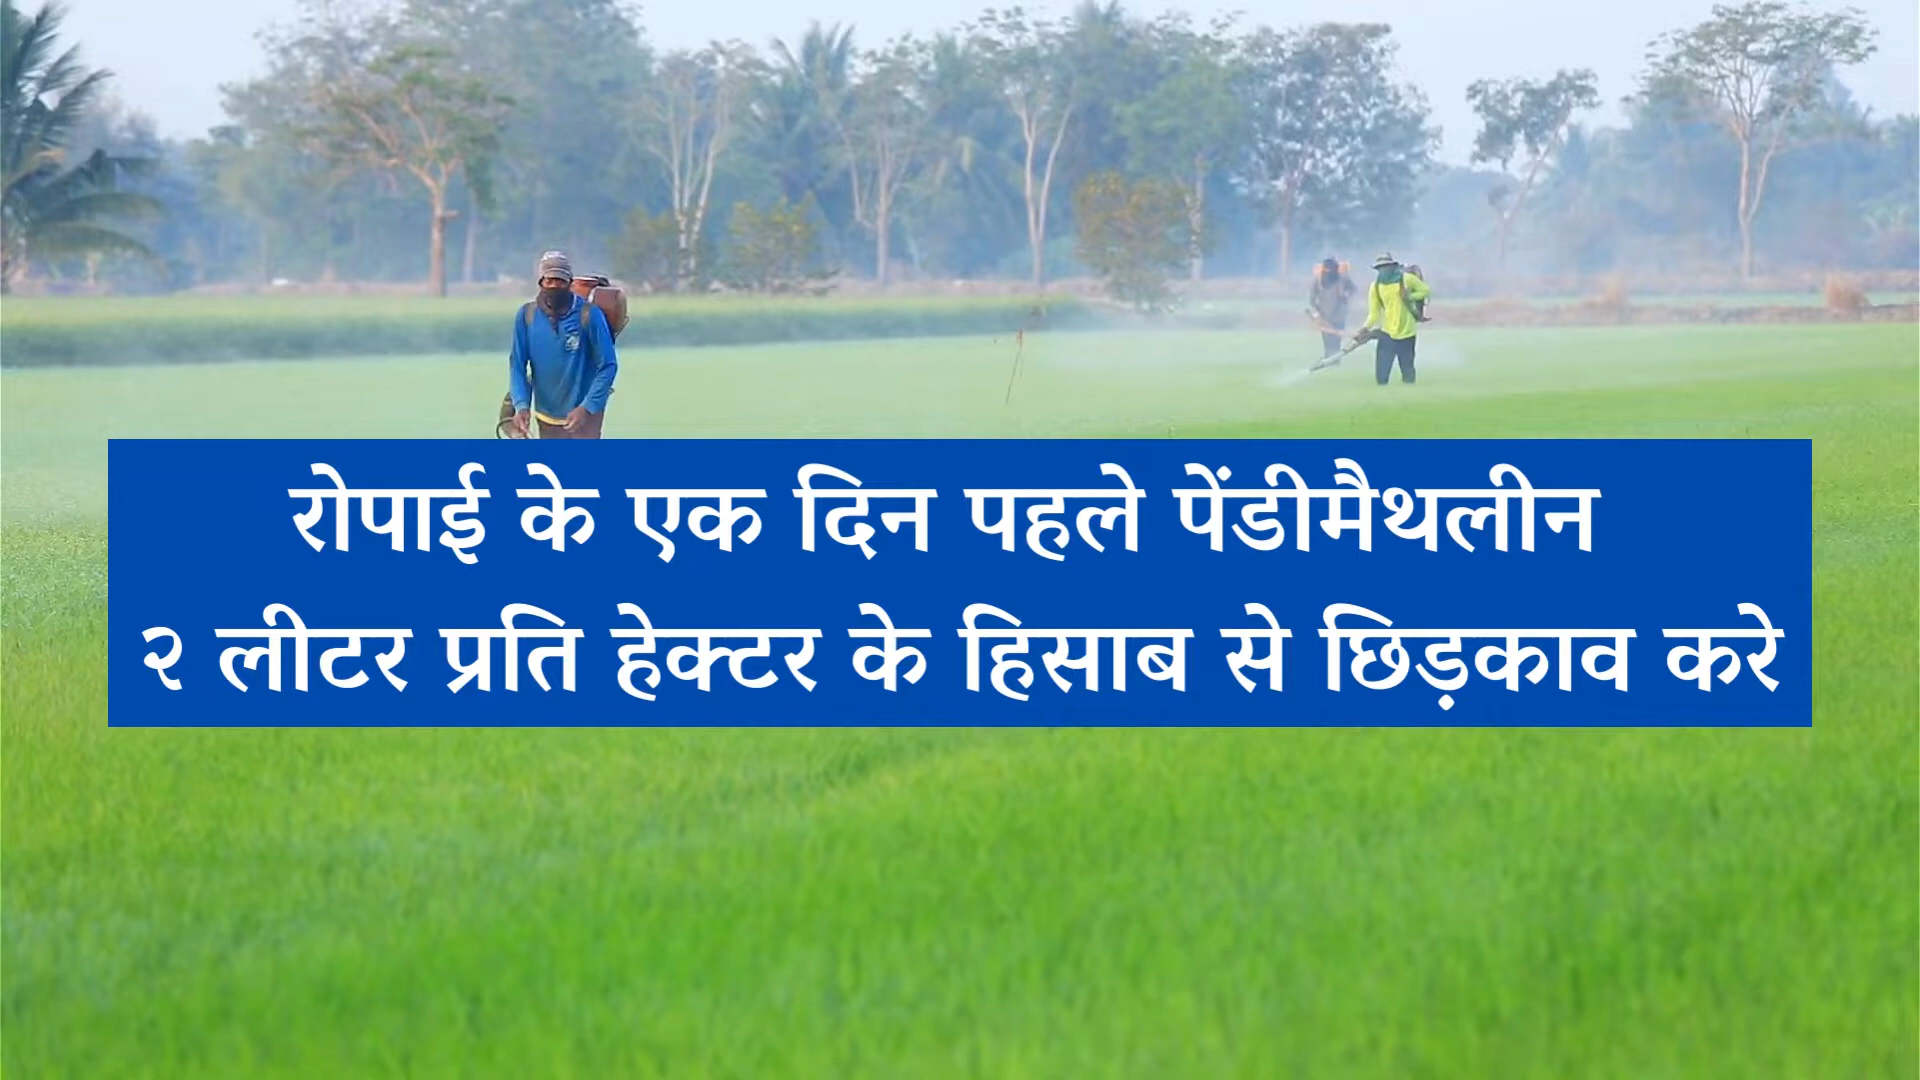 रोपाई के एक दिन पहले पेंडीमैथलीन
२ लीटर प्रति हेक्टर के हिसाब से छिड़काव करे